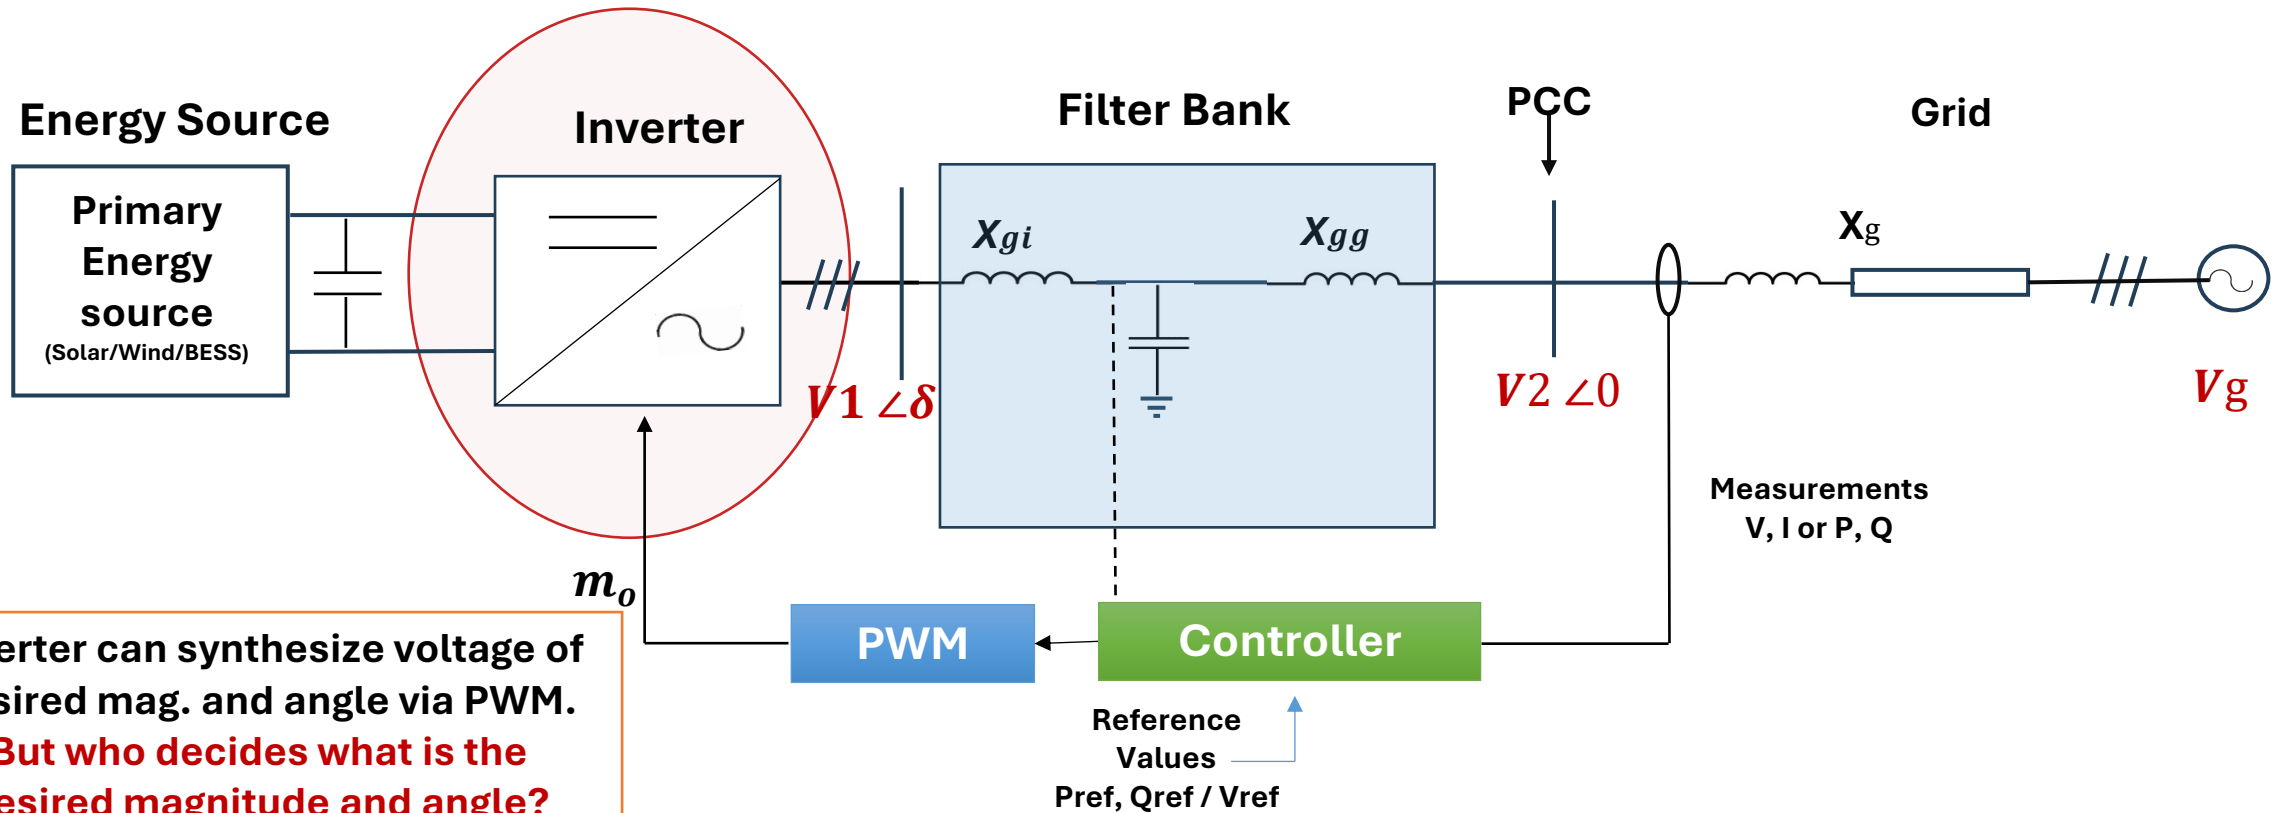 Energy Source
Primary
Energy
source
(Solar/Wind/BESS)
Inverter
V1 ∠δ
Filter Bank
Xgi
Xgg
PCC
V2 ∠0
Grid
Xg
Vg
Measurements
V, I or P, Q
mo
PWM
Controller
Reference
Values
Pref, Qref / Vref
erter can synthesize voltage of
sired mag. and angle via PWM.
But who decides what is the
esired magnitude and angle?